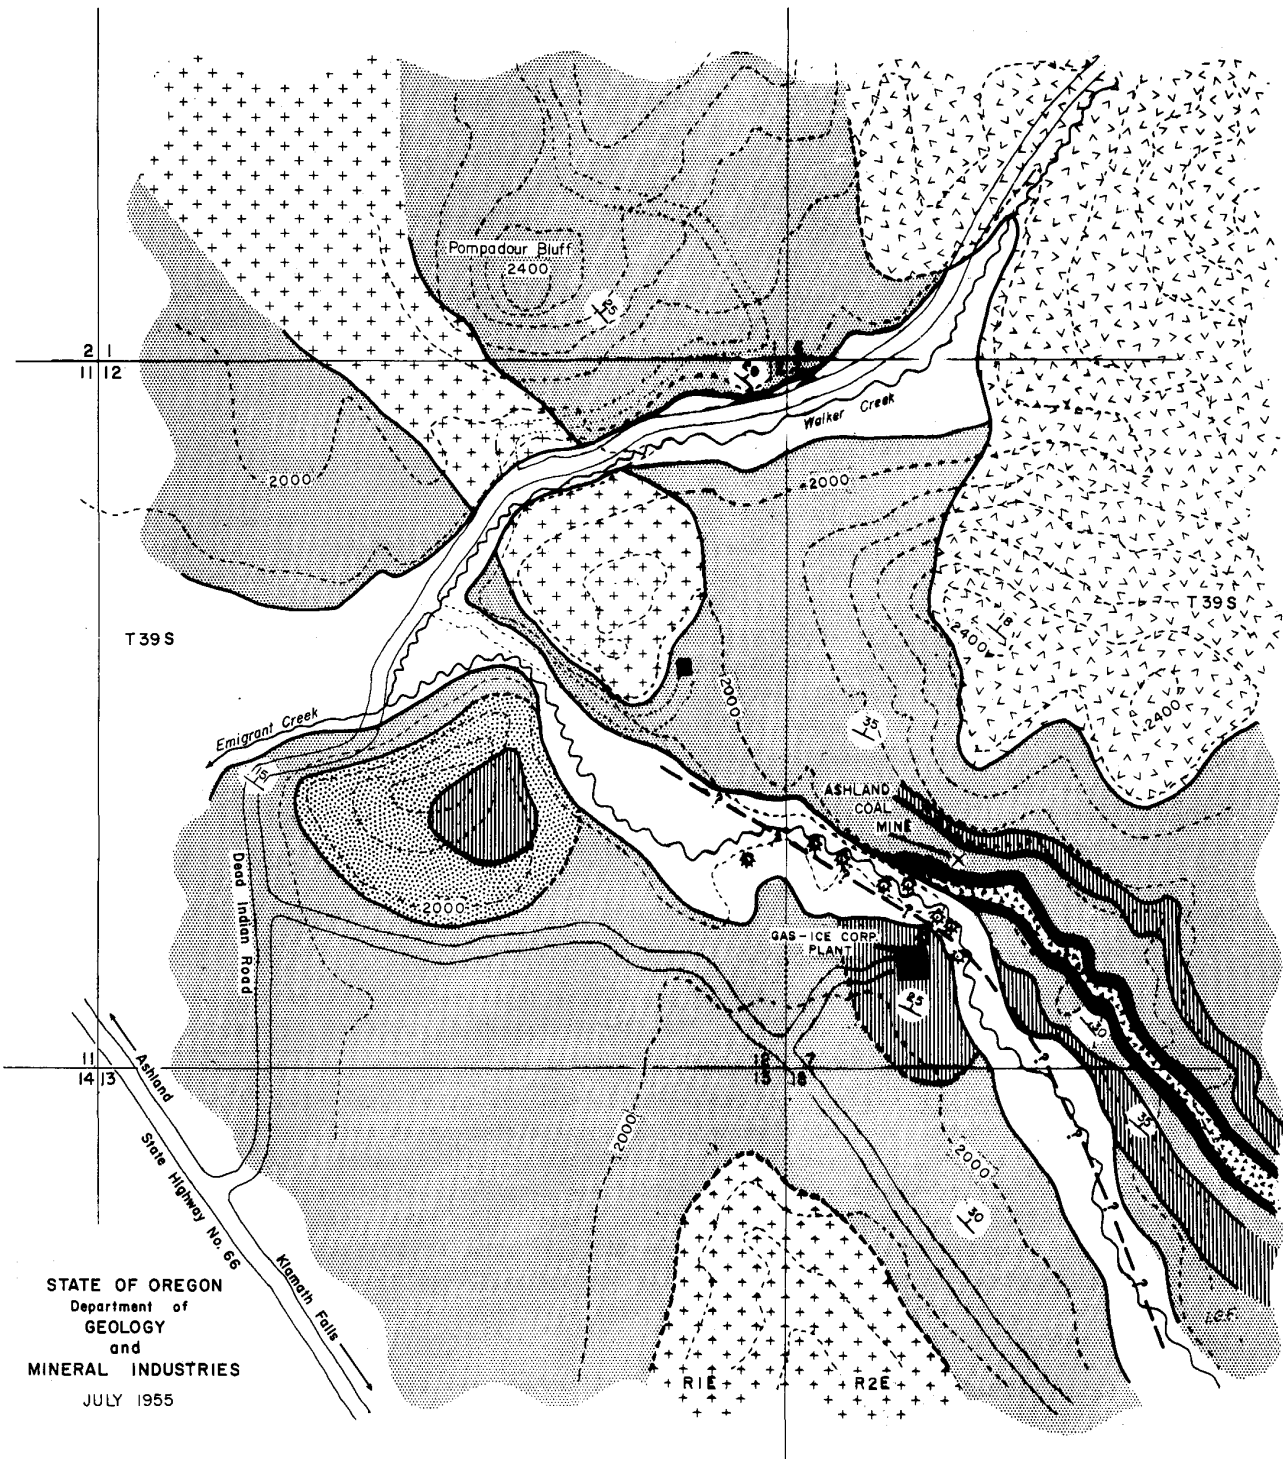 Pompadour Bluff
2400
25
2 1
11 12
Walker Creek
2000
2000
T39S
T39S
18
2400
2400
2000
35
Emigrant Creek
15
ASHLAND
COAL
MINE
2000
Dead Indian Road
GAS-ICE CORP.
PLANT
25
30
11
14 13
12 7
13 18
Ashland
State Highway No. 66
Klamath Falls
2000
2000
35
30
STATE OF OREGON
Department of
GEOLOGY
and
MINERAL INDUSTRIES
JULY 1955
R1E
R2E